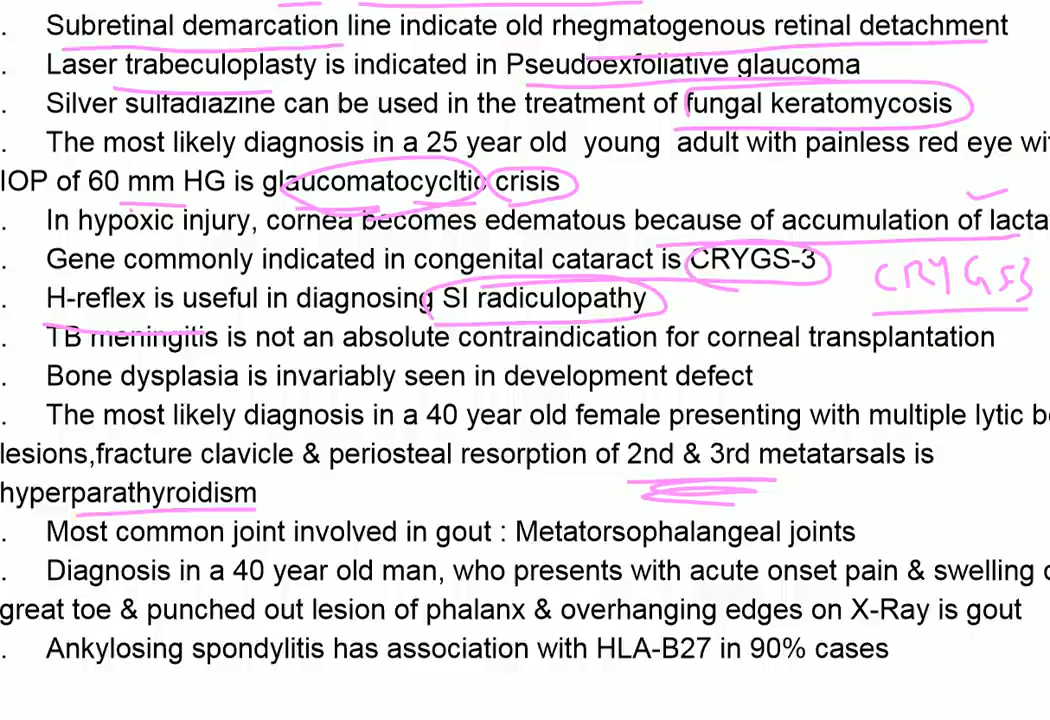 . Subretinal demarcation line indicate old rhegmatogenous retinal detachment
. Laser trabeculoplasty is indicated in Pseudoexfoliative glaucoma
. Silver sulfadiazine can be used in the treatment of fungal keratomycosis
. The most likely diagnosis in a 25 year old young adult with painless red eye wi
IOP of 60 mm HG is glaucomatocycltic crisis
. In hypoxic injury, cornea becomes edematous because of accumulation of lacta
. Gene commonly indicated in congenital cataract is CRYGS-3
CRYGS3
. H-reflex is useful in diagnosing SI radiculopathy
. TB meningitis is not an absolute contraindication for corneal transplantation
. Bone dysplasia is invariably seen in development defect
. The most likely diagnosis in a 40 year old female presenting with multiple lytic b
lesions,fracture clavicle & periosteal resorption of 2nd & 3rd metatarsals is
hyperparathyroidism
. Most common joint involved in gout : Metatorsophalangeal joints
. Diagnosis in a 40 year old man, who presents with acute onset pain & swelling
great toe & punched out lesion of phalanx & overhanging edges on X-Ray is gout
. Ankylosing spondylitis has association with HLA-B27 in 90% cases